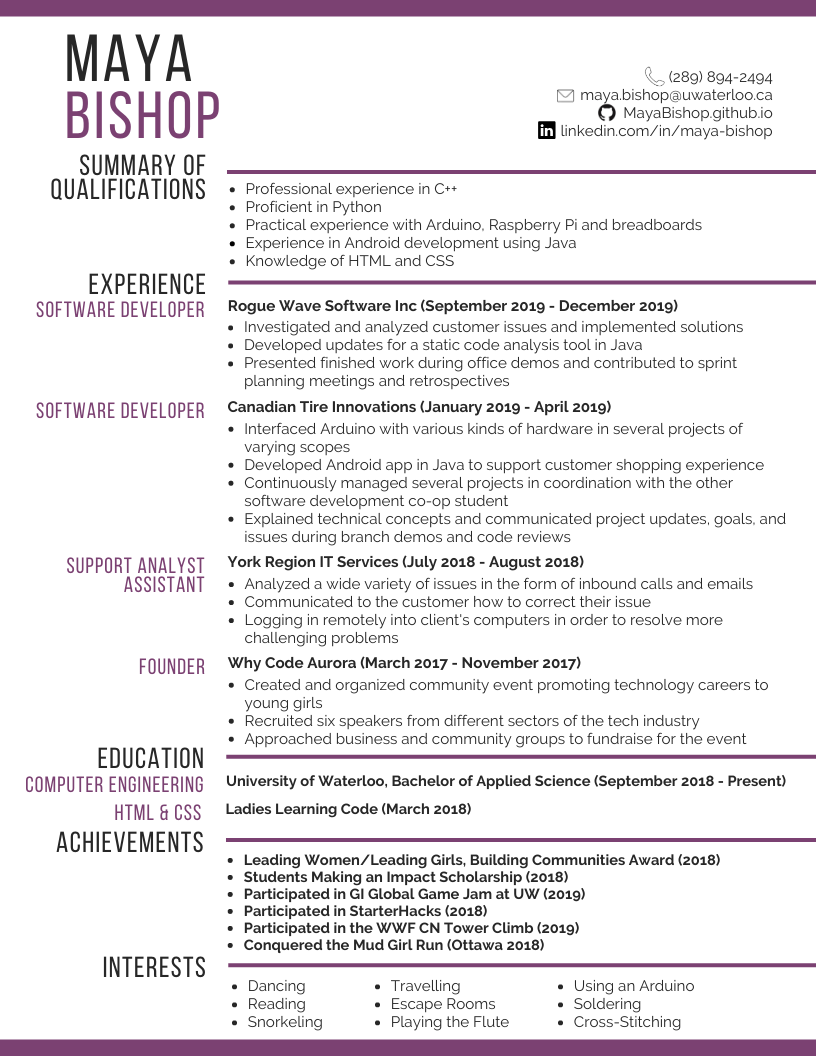 MAYA
BISHOP
(289) 894-2494
maya.bishop@uwaterloo.ca
MayaBishop.github.io
linkedin.com/in/maya-bishop
SUMMARY OF
QUALIFICATIONS
• Professional experience in C++
• Proficient in Python
• Practical experience with Arduino, Raspberry Pi and breadboards
• Experience in Android development using Java
• Knowledge of HTML and CSS
EXPERIENCE
SOFTWARE DEVELOPER
Rogue Wave Software Inc (September 2019 - December 2019)
• Investigated and analyzed customer issues and implemented solutions
• Developed updates for a static code analysis tool in Java
• Presented finished work during office demos and contributed to sprint
planning meetings and retrospectives
SOFTWARE DEVELOPER
Canadian Tire Innovations (January 2019 - April 2019)
• Interfaced Arduino with various kinds of hardware in several projects of
varying scopes
• Developed Android app in Java to support customer shopping experience
• Continuously managed several projects in coordination with the other
software development co-op student
• Explained technical concepts and communicated project updates, goals, and
issues during branch demos and code reviews
SUPPORT ANALYST
ASSISTANT
York Region IT Services (July 2018 - August 2018)
• Analyzed a wide variety of issues in the form of inbound calls and emails
• Communicated to the customer how to correct their issue
• Logging in remotely into client's computers in order to resolve more
challenging problems
FOUNDER
Why Code Aurora (March 2017 - November 2017)
• Created and organized community event promoting technology careers to
young girls
• Recruited six speakers from different sectors of the tech industry
• Approached business and community groups to fundraise for the event
EDUCATION
COMPUTER ENGINEERING
University of Waterloo, Bachelor of Applied Science (September 2018 - Present)
HTML & CSS
Ladies Learning Code (March 2018)
ACHIEVEMENTS
• Leading Women/Leading Girls, Building Communities Award (2018)
• Students Making an Impact Scholarship (2018)
• Participated in GI Global Game Jam at UW (2019)
• Participated in StarterHacks (2018)
• Participated in the WWF CN Tower Climb (2019)
• Conquered the Mud Girl Run (Ottawa 2018)
INTERESTS
• Dancing
• Reading
• Snorkeling
• Travelling
• Escape Rooms
• Playing the Flute
• Using an Arduino
• Soldering
• Cross-Stitching